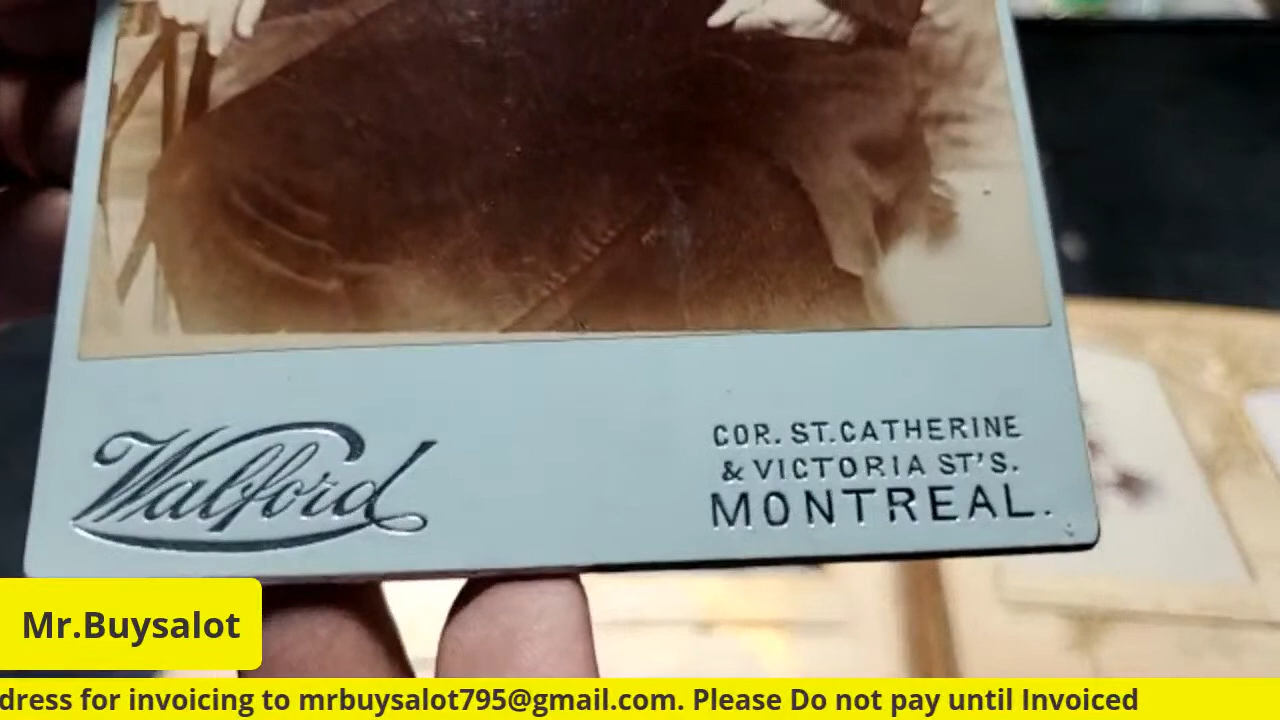 Walford
COR. ST. CATHERINE
& VICTORIA ST'S.
MONTREAL.
Mr.Buysalot
dress for invoicing to mrbuysalot795@gmail.com. Please Do not pay until Invoiced